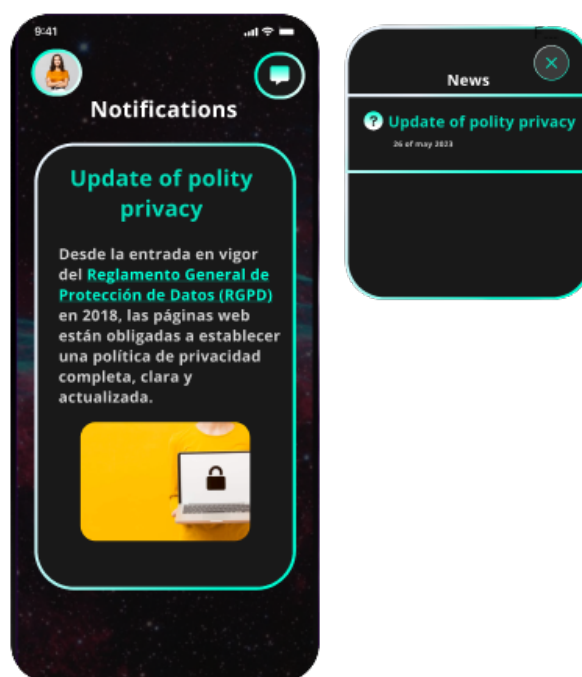 9:41
Notifications
Update of polity
privacy
Desde la entrada en vigor
del Reglamento General de
Protección de Datos (RGPD)
en 2018, las páginas web
están obligadas a establecer
una política de privacidad
completa, clara y
actualizada.
News
? Update of polity privacy
26 of may 2023